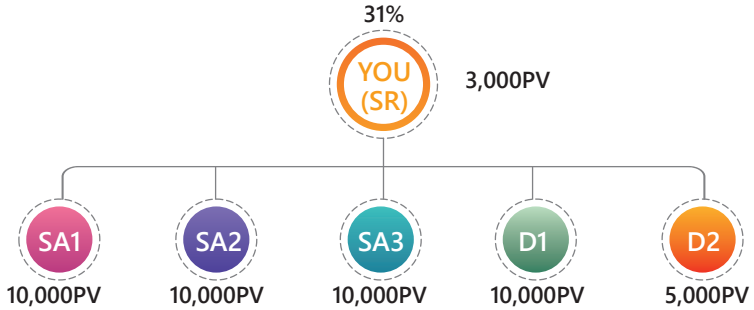 31%
YOU
(SR)
3,000PV
SA1
SA2
SA3
D1
D2
10,000PV
10,000PV
10,000PV
10,000PV
5,000PV